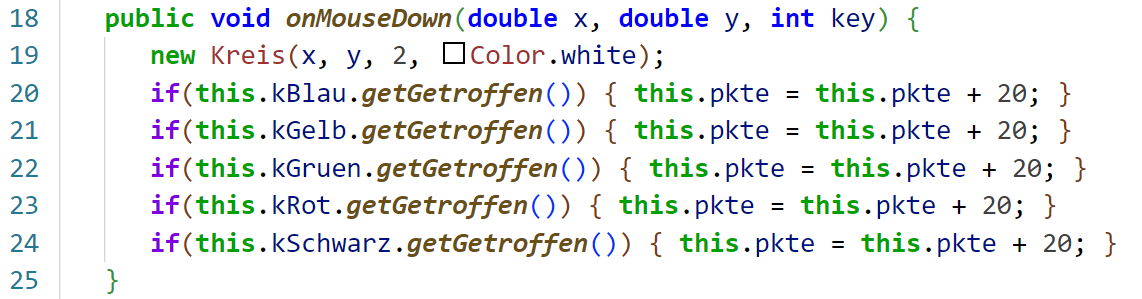 18 public void onMouseDown(double x, double y, int key) {
19 new Kreis(x, y, 2, Color.white);
20 if(this.kBlau.getGetroffen()) { this.pkte = this.pkte + 20; }
21 if(this.kGelb.getGetroffen()) { this.pkte = this.pkte + 20; }
22 if(this.kGruen.getGetroffen()) { this.pkte = this.pkte + 20; }
23 if(this.kRot.getGetroffen()) { this.pkte = this.pkte + 20; }
24 if(this.kSchwarz.getGetroffen()) { this.pkte = this.pkte + 20; }
25 }